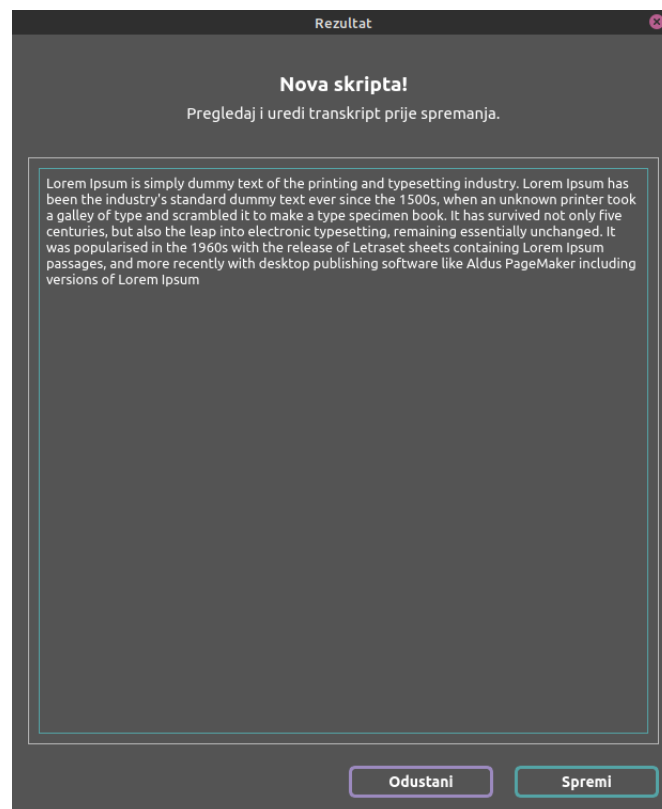 Rezultat
Nova skripta!
Pregledaj i uredi transkript prije spremanja.
Lorem Ipsum is simply dummy text of the printing and typesetting industry. Lorem Ipsum has
been the industry's standard dummy text ever since the 1500s, when an unknown printer took
a galley of type and scrambled it to make a type specimen book. It has survived not only five
centuries, but also the leap into electronic typesetting, remaining essentially unchanged. It
was popularised in the 1960s with the release of Letraset sheets containing Lorem Ipsum
passages, and more recently with desktop publishing software like Aldus PageMaker including
versions of Lorem Ipsum
Odustani
Spremi